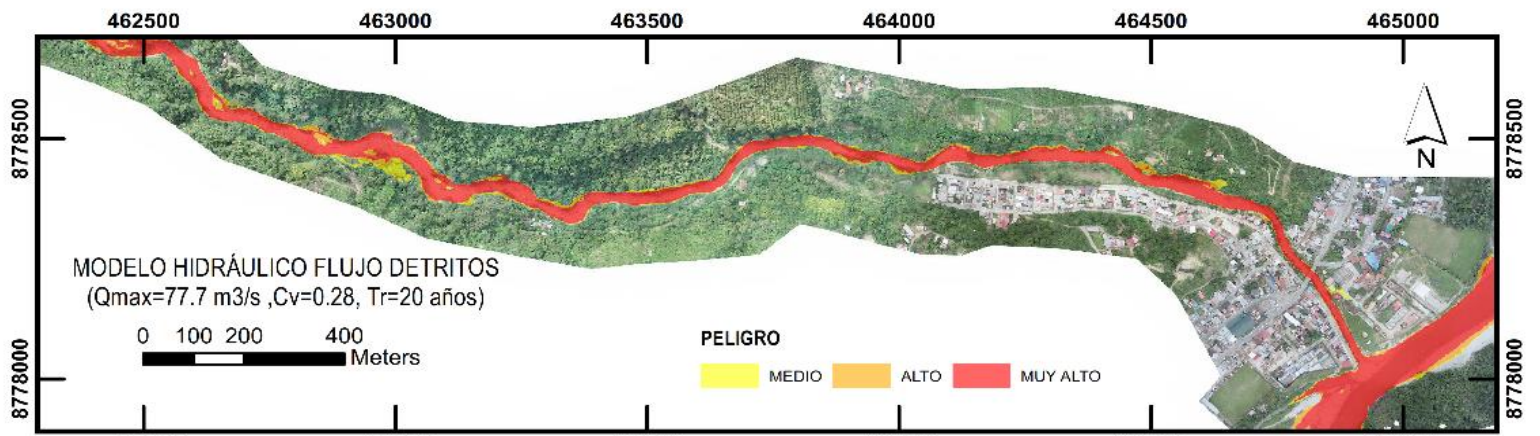 462500 463000 463500 464000 464500 465000
8778500 8778500
N
MODELO HIDRÁULICO FLUJO DETRITOS
(Qmax=77.7 m3/s ,Cv=0.28, Tr=20 años)
0 100 200 400
Meters
PELIGRO
MEDIO ALTO MUY ALTO
8778000 8778000